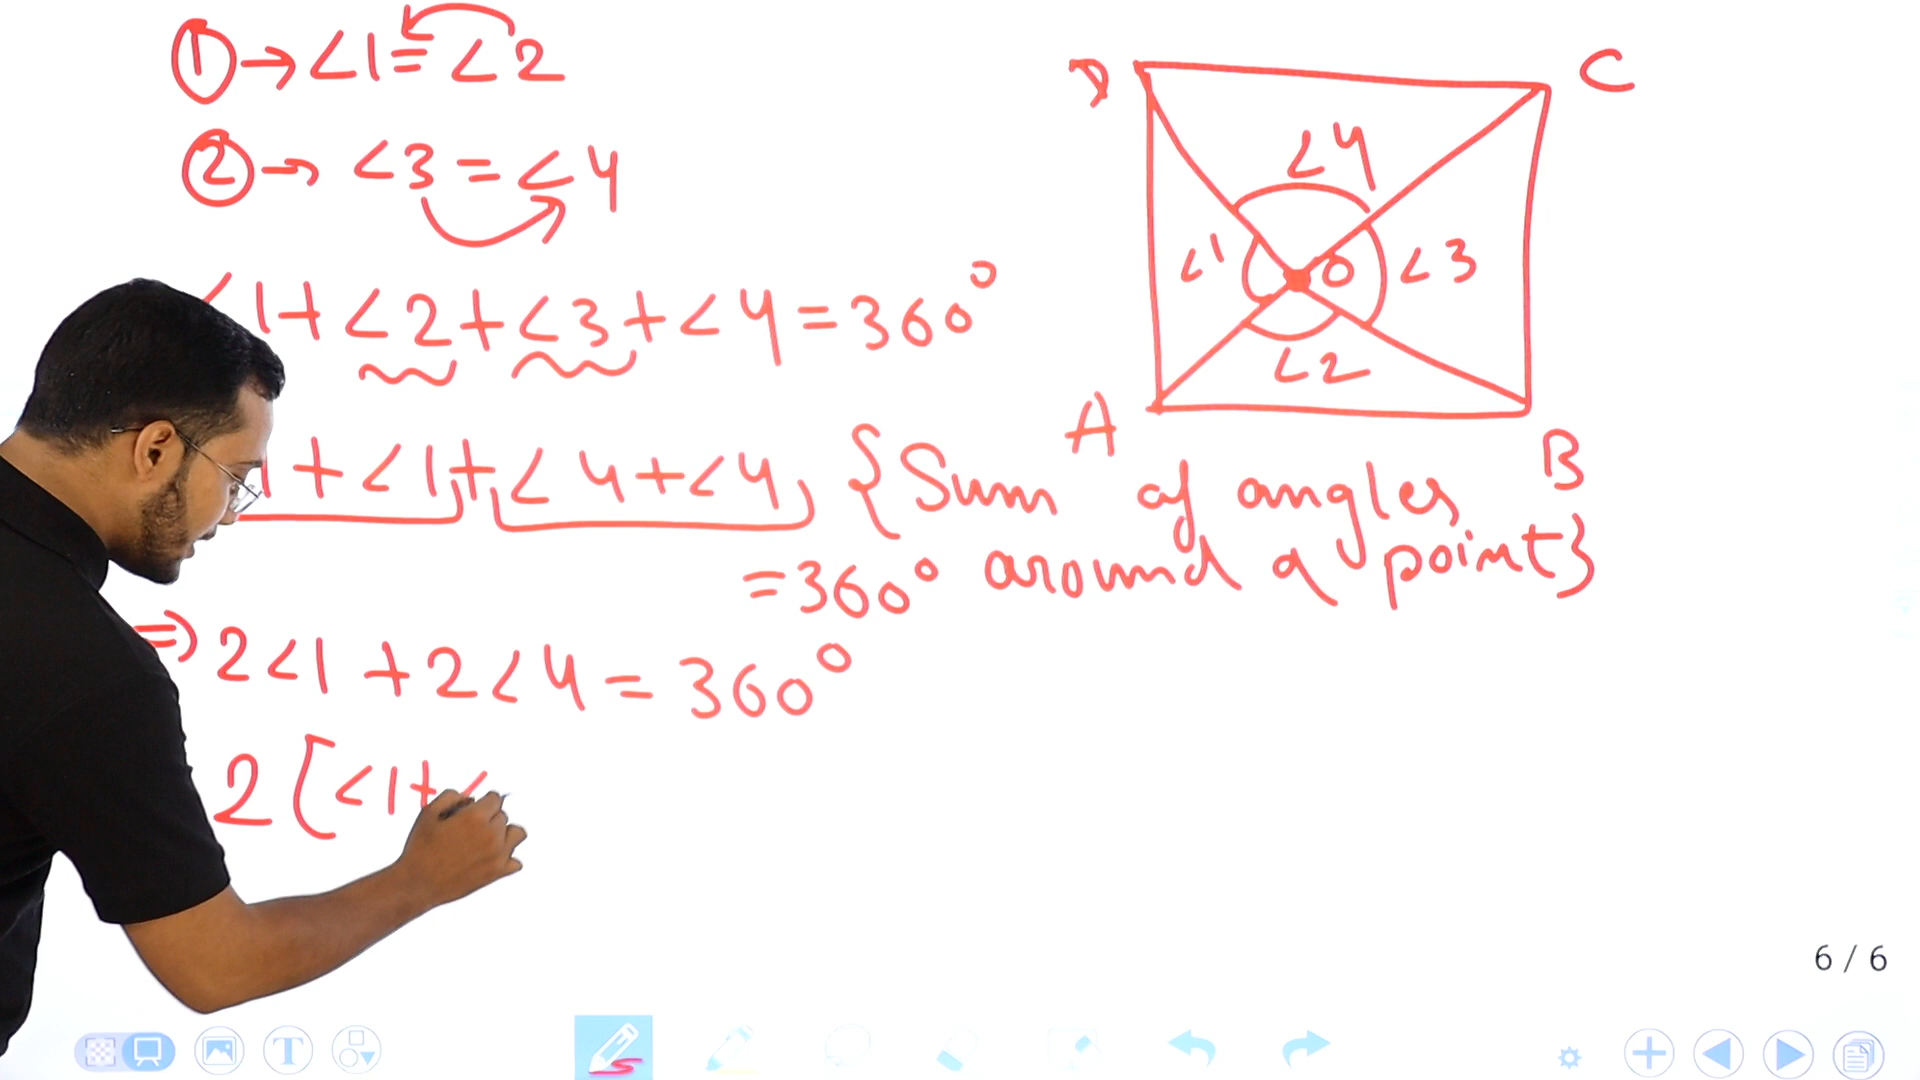 ① → ∠1 = ∠2
② → ∠3 = ∠4
∠1 + ∠2 + ∠3 + ∠4 = 360°
1 + ∠1 + ∠4 + ∠4 {Sum of angles
= 360° around a point}
⇒ 2∠1 + 2∠4 = 360°
2 [∠1 + ∠
D
C
∠4
∠1
O
∠3
∠2
A
B
6 / 6
T